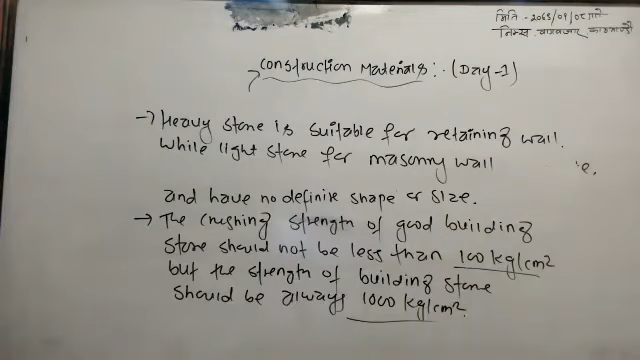 मिति - 2065/09/08 गते
निम्स, बागबजार, काठमाण्डौ
Construction Materials:- (Day-1)
→ Heavy stone is suitable for retaining wall.
While light stone for masonry wall
i.e.
and have no definite shape or size.
→ The crushing strength of good building
stone should not be less than 100 kg/cm2
but the strength of building stone
should be always 1000 kg/cm2.